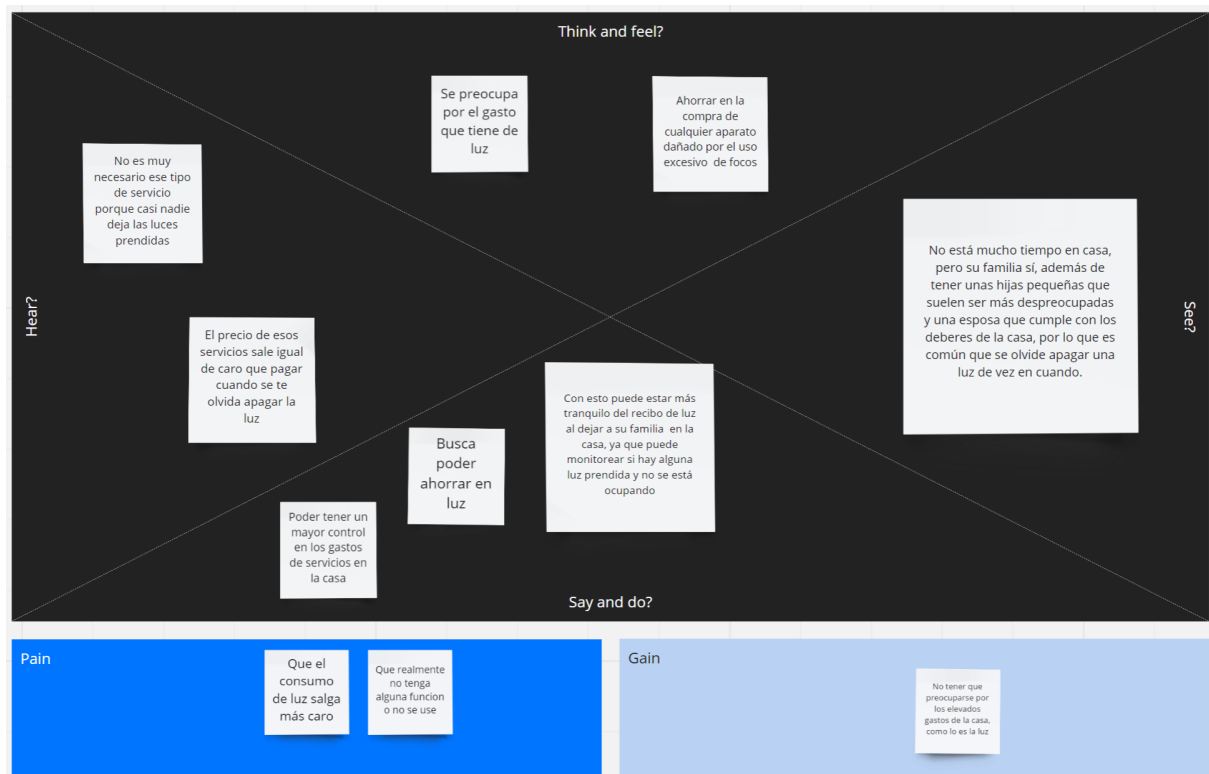 Think and feel?
Se preocupa
por el gasto
que tiene de
luz
Ahorrar en la
compra de
cualquier aparato
dañado por el uso
excesivo de focos
Hear?
No es muy
necesario ese tipo
de servicio
porque casi nadie
deja las luces
prendidas
El precio de esos
servicios sale igual
de caro que pagar
cuando se te
olvida apagar la
luz
See?
No está mucho tiempo en casa,
pero su familia sí, además de
tener unas hijas pequeñas que
suelen ser más despreocupadas
y una esposa que cumple con los
deberes de la casa, por lo que es
común que se olvide apagar una
luz de vez en cuando.
Busca
poder
ahorrar en
luz
Con esto puede estar más
tranquilo del recibo de luz
al dejar a su familia en la
casa, ya que puede
monitorear si hay alguna
luz prendida y no se está
ocupando
Poder tener un
mayor control
en los gastos
de servicios en
la casa
Say and do?
Pain
Que el
consumo
de luz salga
más caro
Que realmente
no tenga
alguna funcion
o no se use
Gain
No tener que
preocuparse por
los elevados
gastos de la casa,
como lo es la luz